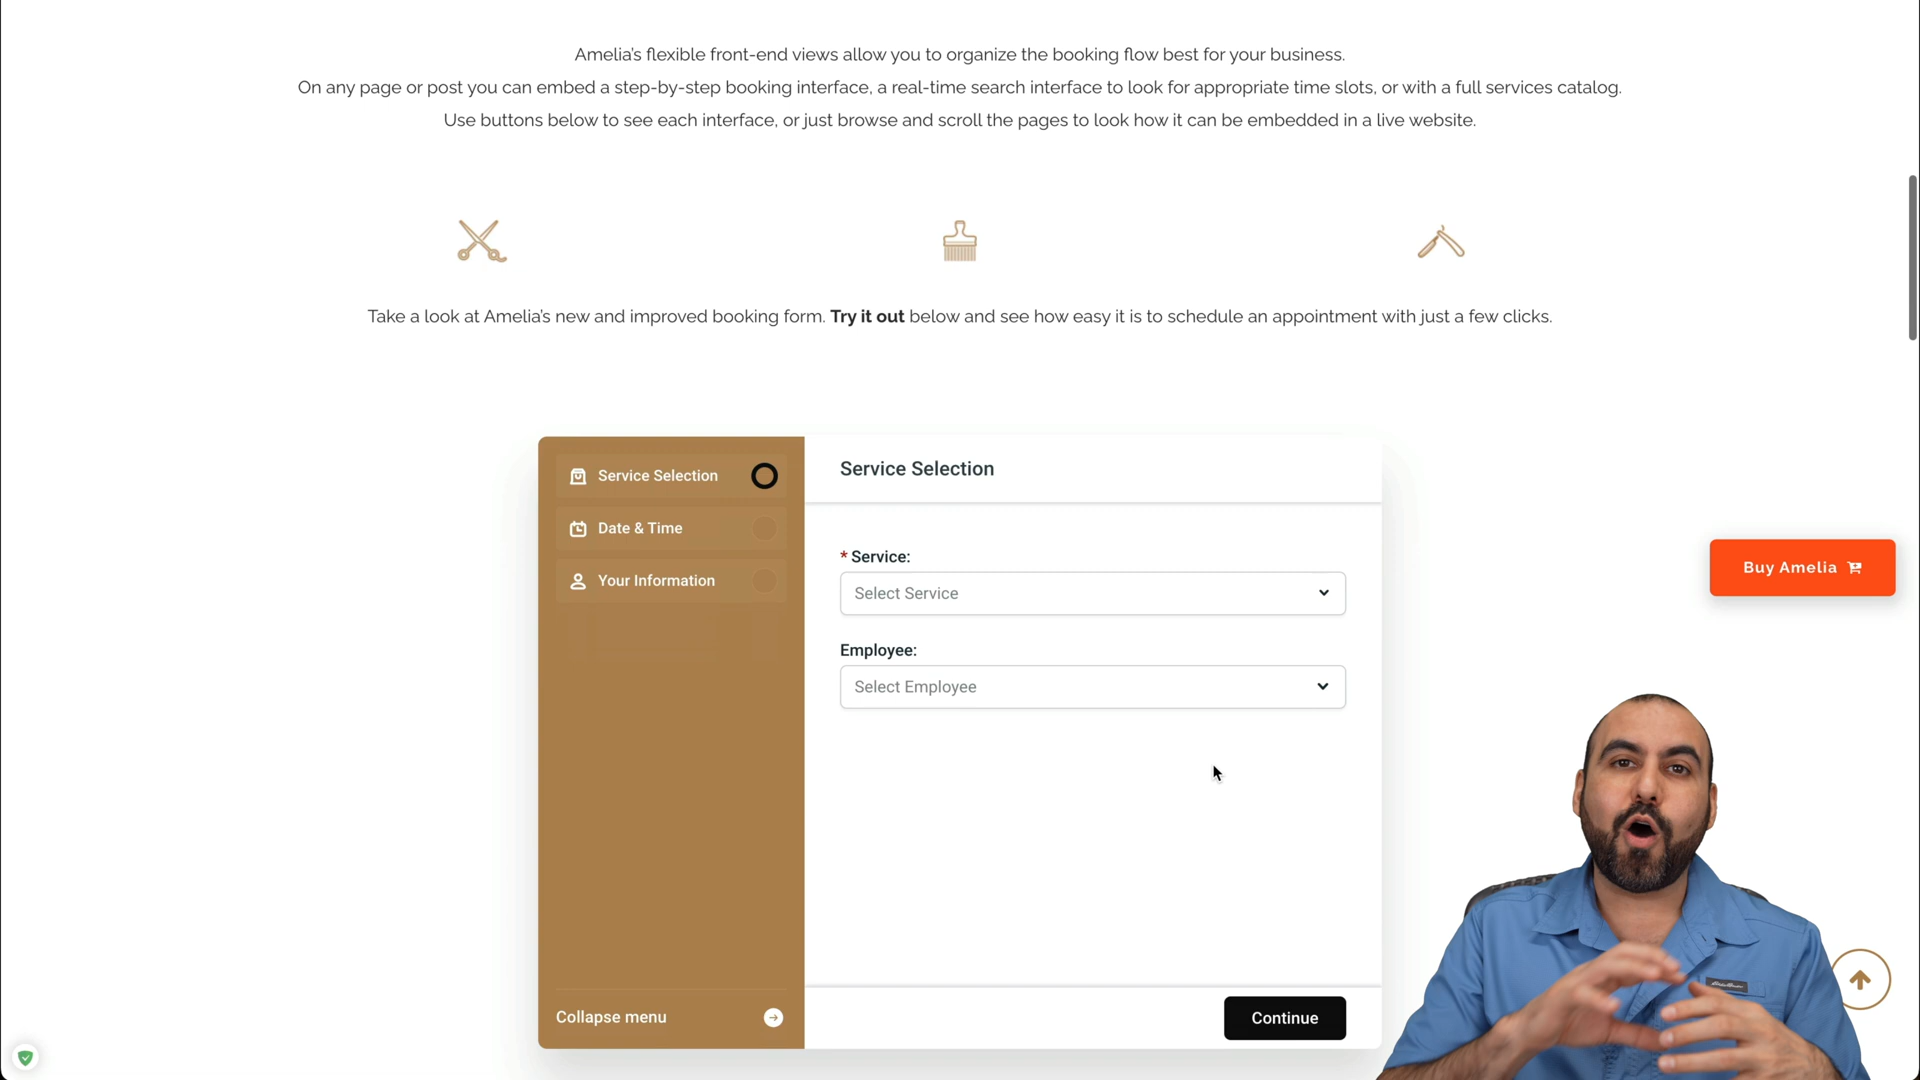 Amelia's flexible front-end views allow you to organize the booking flow best for your business.
On any page or post you can embed a step-by-step booking interface, a real-time search interface to look for appropriate time slots, or with a full services catalog.
Use buttons below to see each interface, or just browse and scroll the pages to look how it can be embedded in a live website.
Take a look at Amelia's new and improved booking form. Try it out below and see how easy it is to schedule an appointment with just a few clicks.
Service Selection
Date & Time
Your Information
Collapse menu
Service Selection
* Service:
Select Service
Employee:
Select Employee
Continue
Buy Amelia